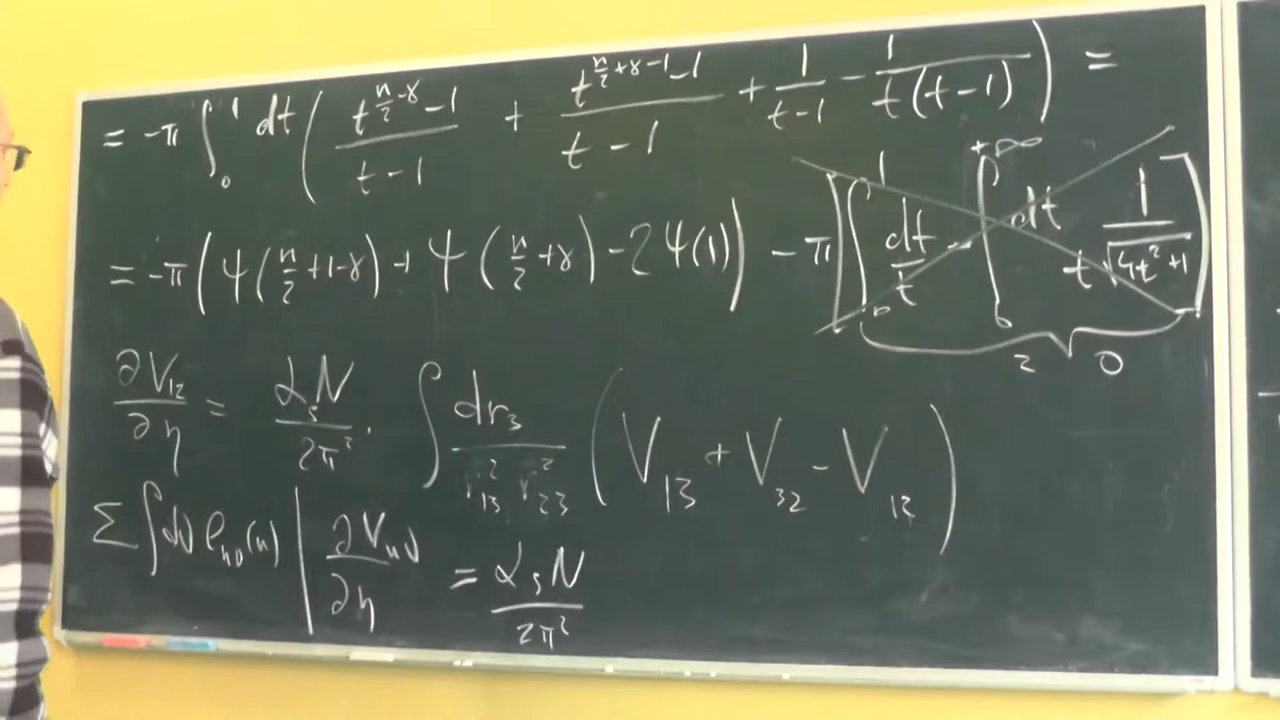 = -π ∫₀¹ dt ( (t^{n/2-γ} - 1)/(t - 1) + (t^{n/2+γ-1} - 1)/(t - 1) + 1/(t-1) - 1/(t(t-1)) ) =
= -π ( ψ(n/2+1-γ) + ψ(n/2+γ) - 2ψ(1) ) - π [ ∫₀¹ dt/t - ∫₀^{+∞} dt 1/(t√(4t²+1)) ]
2 0
∂V₁₂/∂η = α_s N/2π² · ∫ dr₃/(r₁₃² r₂₃²) ( V₁₃ + V₃₂ - V₁₂ )
Σ ∫ dν e_{nν}(r) | ∂V_{nν}/∂η = α_s N/2π²